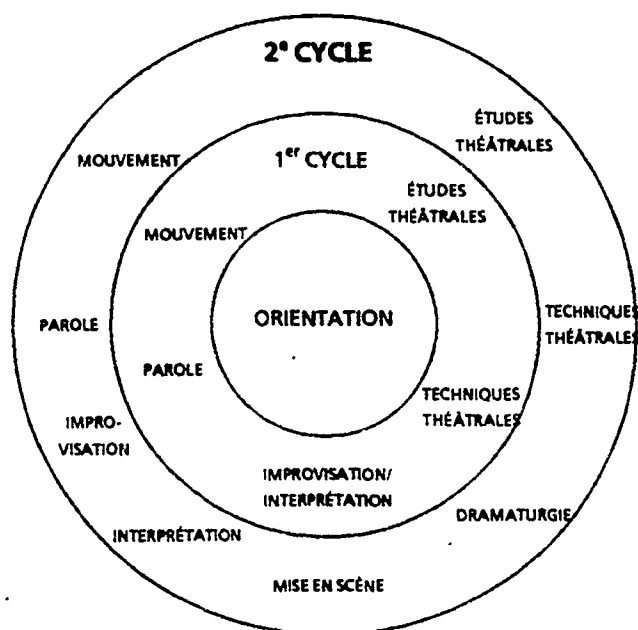 2e CYCLE
ÉTUDES
THÉÂTRALES
MOUVEMENT
1er CYCLE
ÉTUDES
THÉÂTRALES
MOUVEMENT
ORIENTATION
PAROLE
TECHNIQUES
THÉÂTRALES
PAROLE
TECHNIQUES
THÉÂTRALES
IMPRO-
VISATION
IMPROVISATION/
INTERPRÉTATION
DRAMATURGIE
INTERPRÉTATION
MISE EN SCÈNE